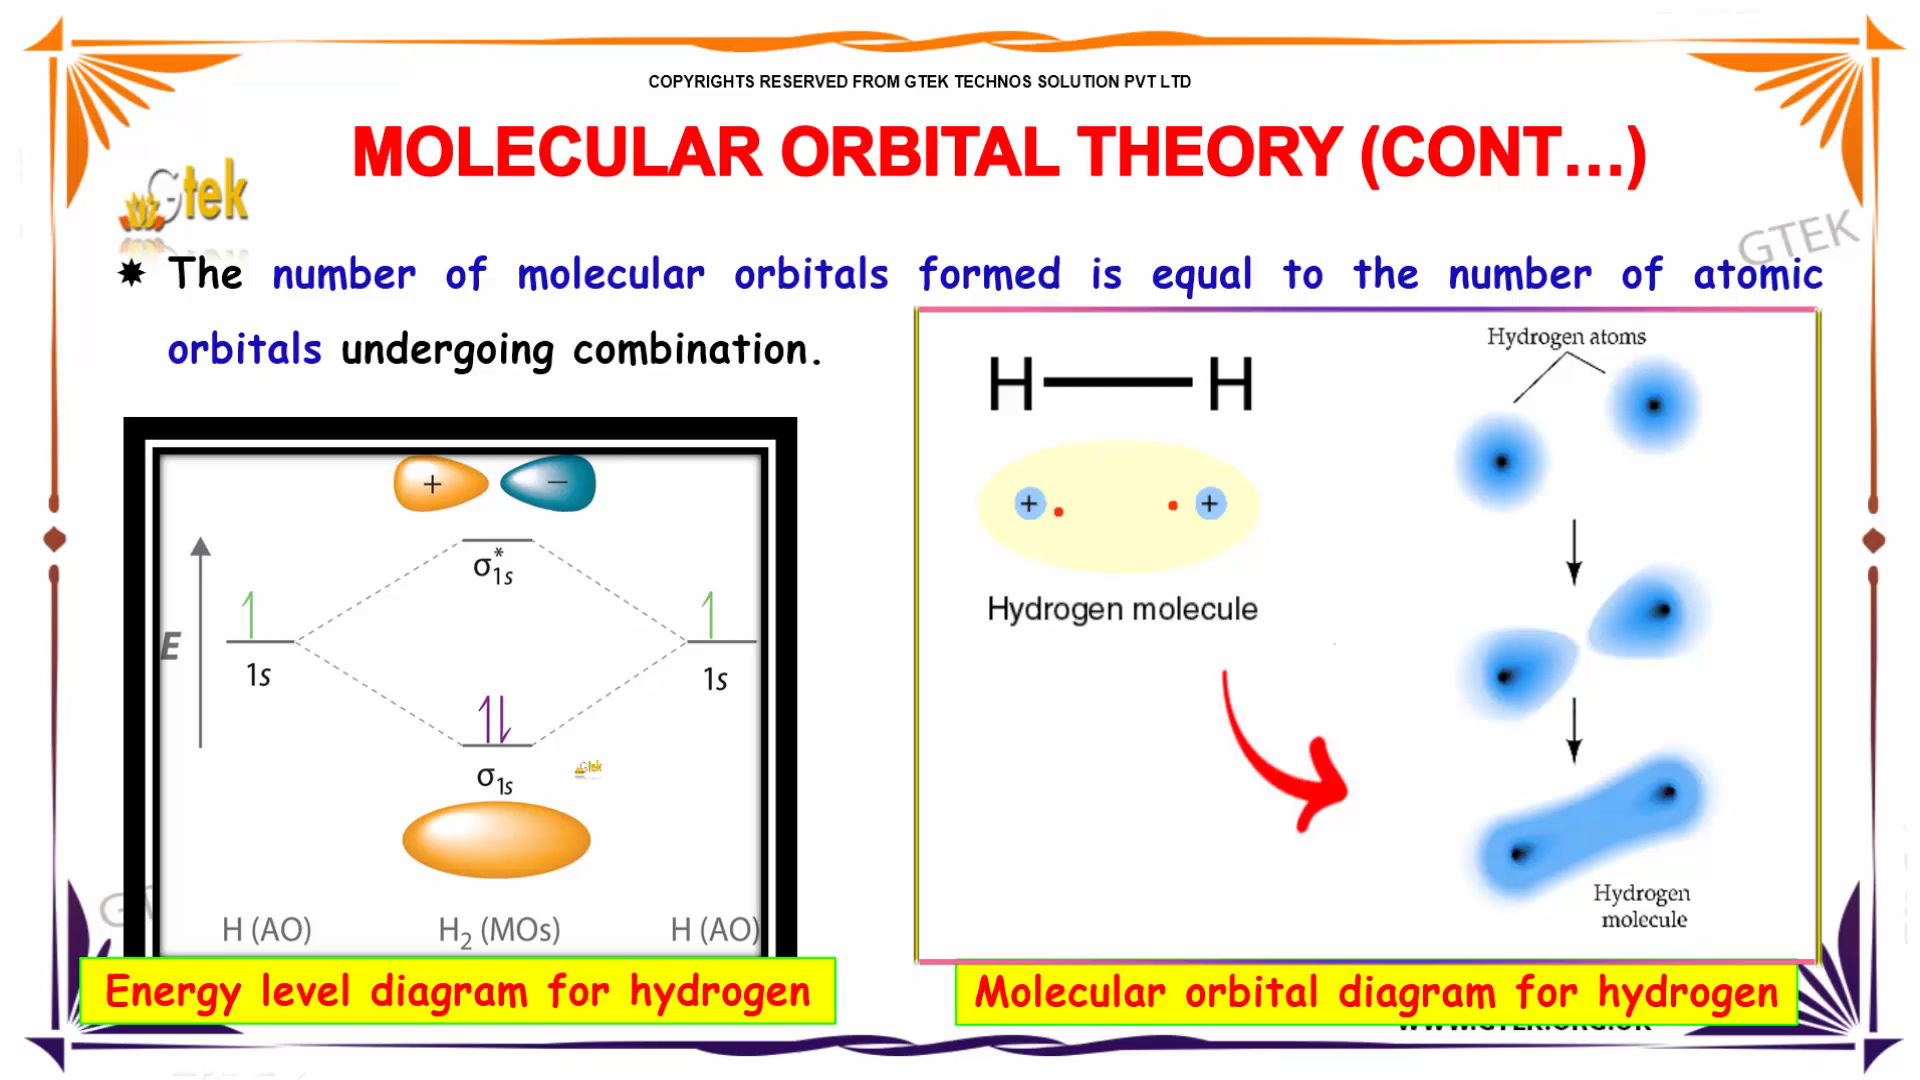 COPYRIGHTS RESERVED FROM GTEK TECHNOS SOLUTION PVT LTD
MOLECULAR ORBITAL THEORY (CONT...)
Gtek
GTEK
✸ The number of molecular orbitals formed is equal to the number of atomic
orbitals undergoing combination.
+ −
σ*1s
E
1s
1s
σ1s
Gtek
H (AO) H2 (MOs) H (AO)
Energy level diagram for hydrogen
H — H
+ +
Hydrogen molecule
Hydrogen atoms
Hydrogen
molecule
Molecular orbital diagram for hydrogen